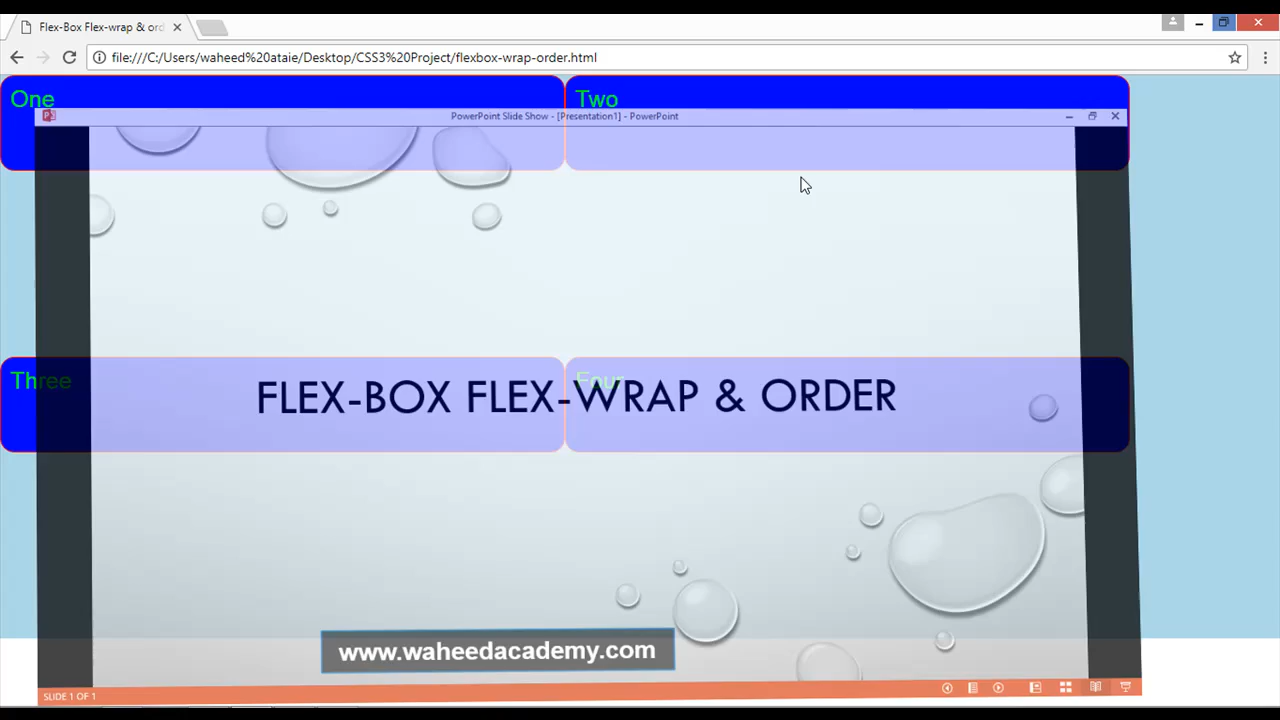 Flex-Box Flex-wrap & ord
file:///C:/Users/waheed%20ataie/Desktop/CSS3%20Project/flexbox-wrap-order.html
One
Two
PowerPoint Slide Show - [Presentation1] - PowerPoint
Three
Four
FLEX-BOX FLEX-WRAP & ORDER
www.waheedacademy.com
SLIDE 1 OF 1